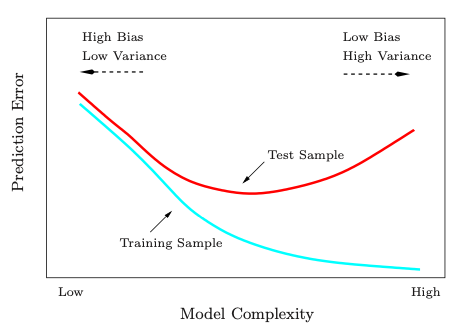 High Bias
Low Variance
Low Bias
High Variance
Prediction Error
Test Sample
Training Sample
Low
High
Model Complexity